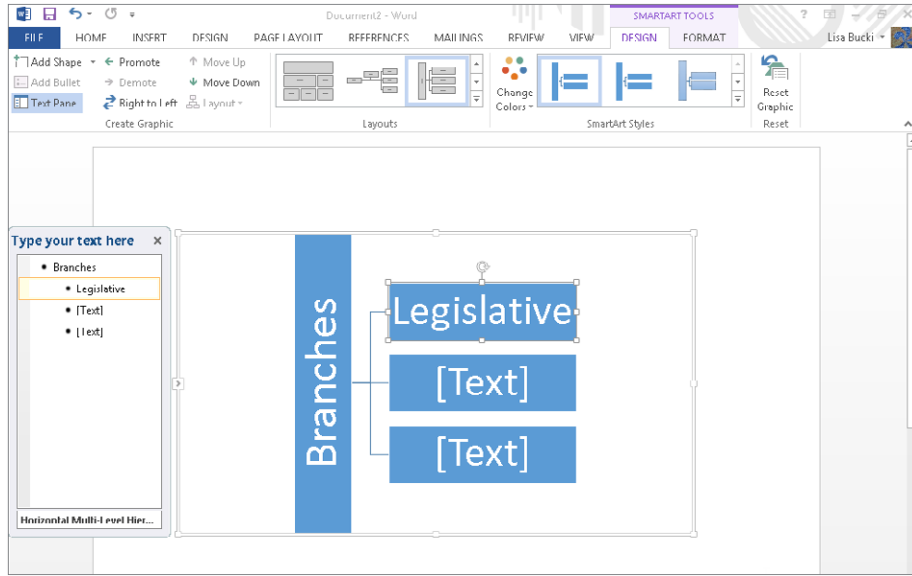 Document2 - Word
SMARTART TOOLS
?
FILE HOME INSERT DESIGN PAGE LAYOUT REFERENCES MAILINGS REVIEW VIEW DESIGN FORMAT Lisa Bucki
Add Shape Promote Move Up
Add Bullet Demote Move Down
Text Pane Right to Left Layout
Change
Colors
Reset
Graphic
Create Graphic Layouts SmartArt Styles Reset
Type your text here
• Branches
• Legislative
• [Text]
• [Text]
Horizontal Multi-Level Hier...
Branches
Legislative
[Text]
[Text]